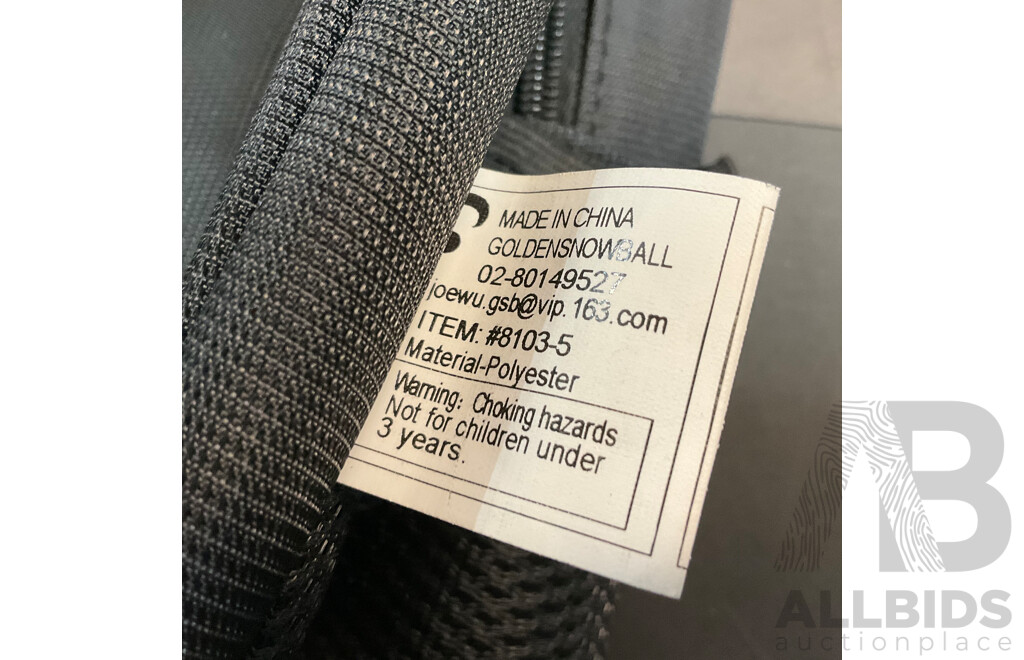 MADE IN CHINA
GOLDENSNOWBALL
02-80149527
joewu.gsb@vip.163.com
ITEM: #8103-5
Material-Polyester
Warning: Choking hazards
Not for children under
3 years.
AB
ALLBIDS
auctionplace